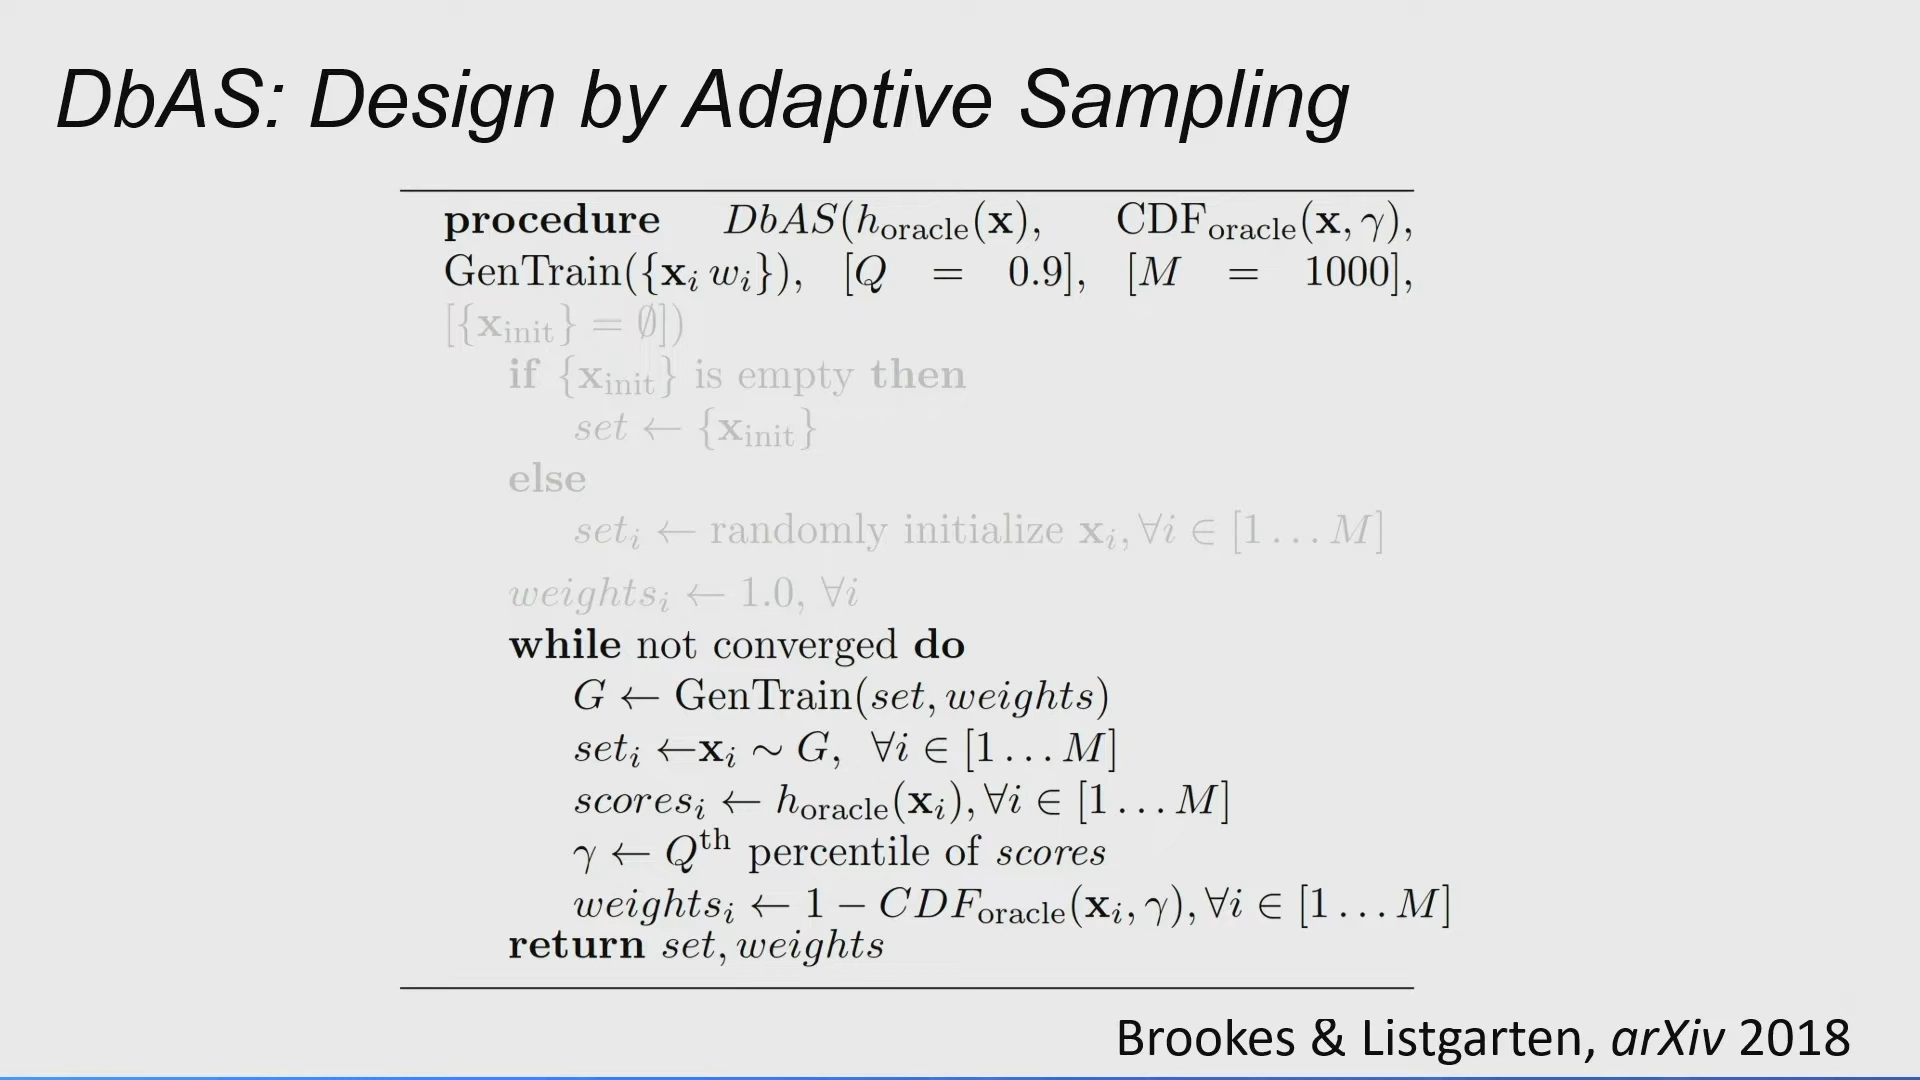 DbAS: Design by Adaptive Sampling
procedure DbAS(h_oracle(x), CDF_oracle(x, γ),
GenTrain({x_i w_i}), [Q = 0.9], [M = 1000],
[{x_init} = ∅])
if {x_init} is empty then
set ← {x_init}
else
set_i ← randomly initialize x_i, ∀i ∈ [1 … M]
weights_i ← 1.0, ∀i
while not converged do
G ← GenTrain(set, weights)
set_i ← x_i ∼ G, ∀i ∈ [1 … M]
scores_i ← h_oracle(x_i), ∀i ∈ [1 … M]
γ ← Q^th percentile of scores
weights_i ← 1 − CDF_oracle(x_i, γ), ∀i ∈ [1 … M]
return set, weights
Brookes & Listgarten, arXiv 2018